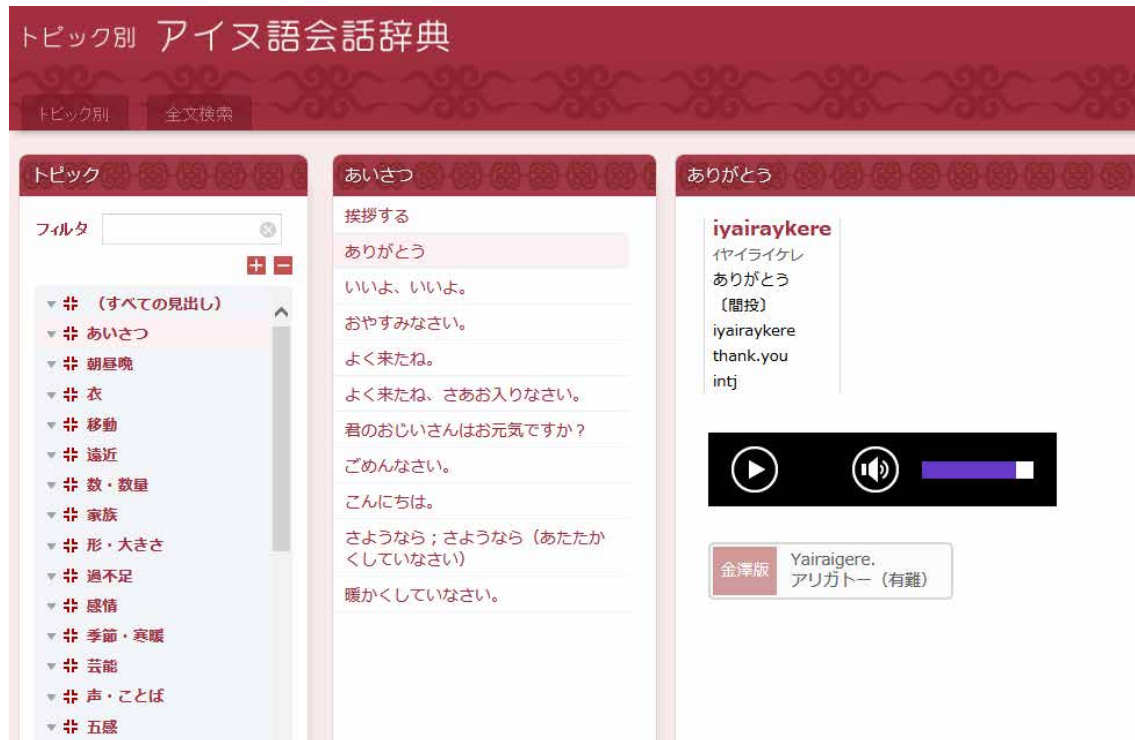 トピック別 アイヌ語会話辞典
トピック別 全文検索
トピック
フィルタ
(すべての見出し)
あいさつ
朝昼晩
衣
移動
遠近
数・数量
家族
形・大きさ
過不足
感情
季節・寒暖
芸能
声・ことば
五感
あいさつ
挨拶する
ありがとう
いいよ、いいよ。
おやすみなさい。
よく来たね。
よく来たね、さあお入りなさい。
君のおじいさんはお元気ですか？
ごめんなさい。
こんにちは。
さようなら；さようなら（あたたか
くしていなさい）
暖かくしていなさい。
ありがとう
iyairaykere
イヤイライケレ
ありがとう
〔間投〕
iyairaykere
thank.you
intj
金澤版
Yairaigere.
アリガトー（有難）